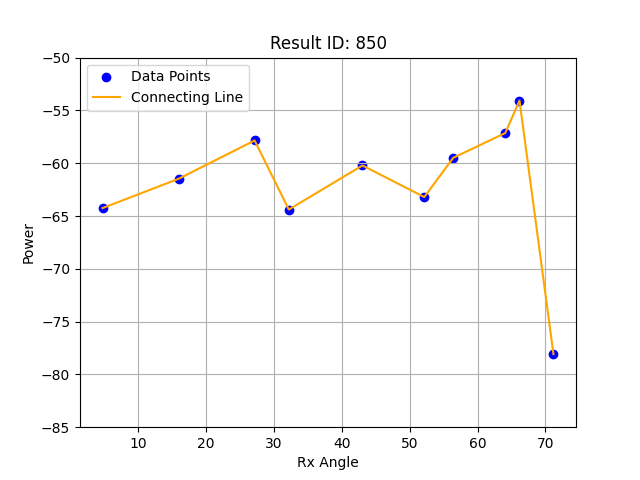 Result ID: 850
Data Points
Connecting Line
Power
−50
−55
−60
−65
−70
−75
−80
−85
10 20 30 40 50 60 70
Rx Angle